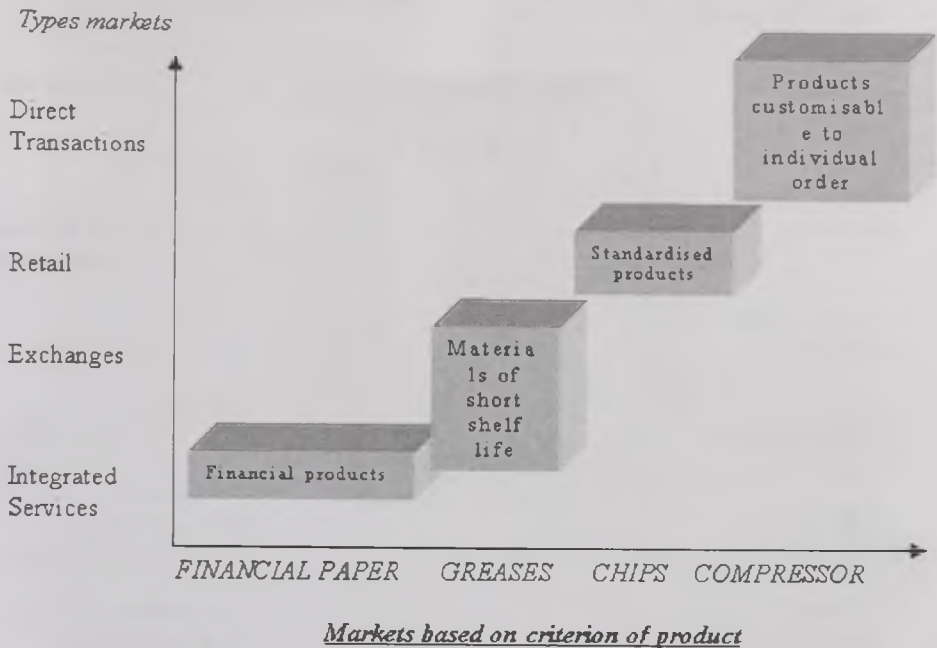 Types markets
Direct
Transactions
Products
customisabl
e to
individual
order
Retail
Standardised
products
Exchanges
Materia
ls of
short
shelf
life
Integrated
Services
Financial products
FINANCIAL PAPER GREASES CHIPS COMPRESSOR
Markets based on criterion of product